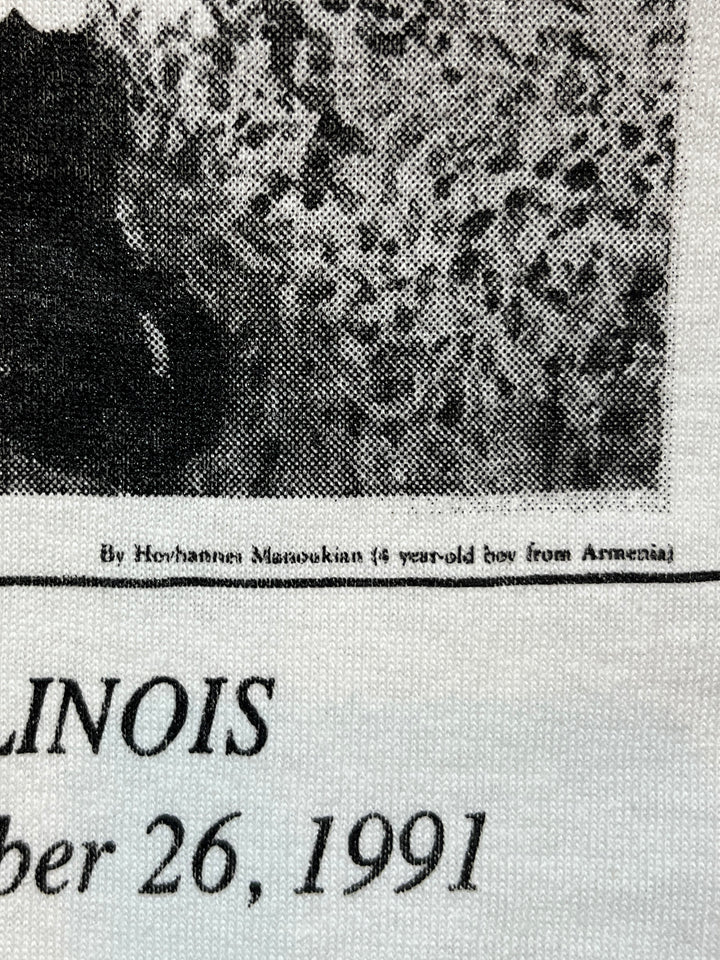 By Hovhannes Manoukian (4 year-old boy from Armenia)
LINOIS
ber 26, 1991